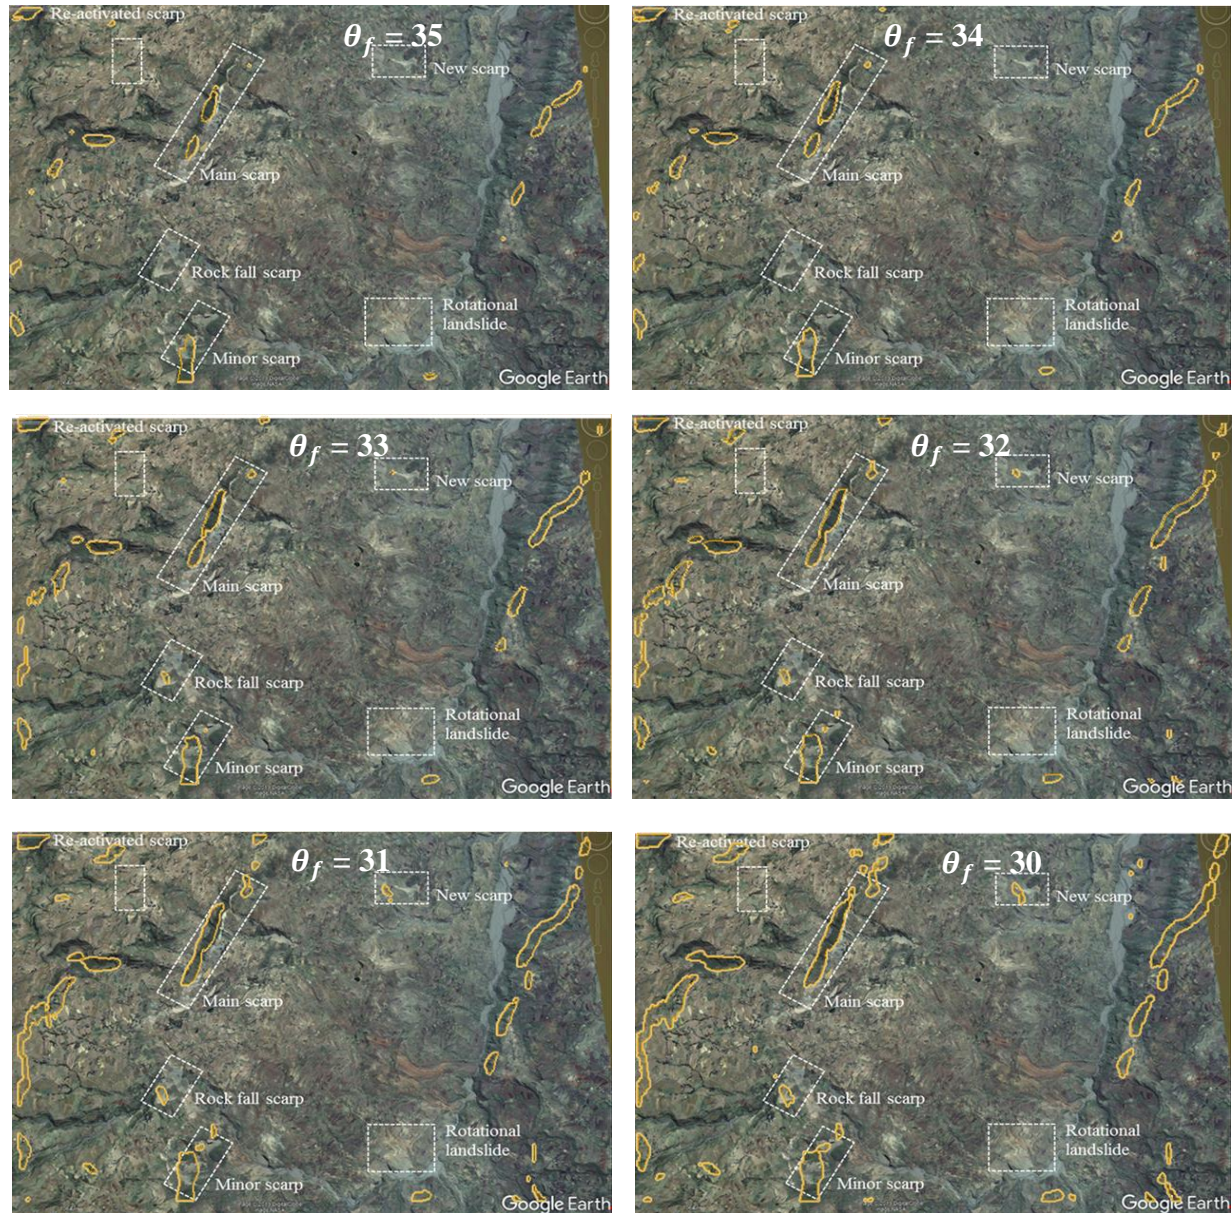 Re-activated scarp
θf = 35
New scarp
Main scarp
Rock fall scarp
Rotational
landslide
Minor scarp
Google Earth
Re-activated scarp
θf = 34
New scarp
Main scarp
Rock fall scarp
Rotational
landslide
Minor scarp
Google Earth
Re-activated scarp
θf = 33
New scarp
Main scarp
Rock fall scarp
Rotational
landslide
Minor scarp
Google Earth
Re-activated scarp
θf = 32
New scarp
Main scarp
Rock fall scarp
Rotational
landslide
Minor scarp
Google Earth
Re-activated scarp
θf = 31
New scarp
Main scarp
Rock fall scarp
Rotational
landslide
Minor scarp
Google Earth
Re-activated scarp
θf = 30
New scarp
Main scarp
Rock fall scarp
Rotational
landslide
Minor scarp
Google Earth